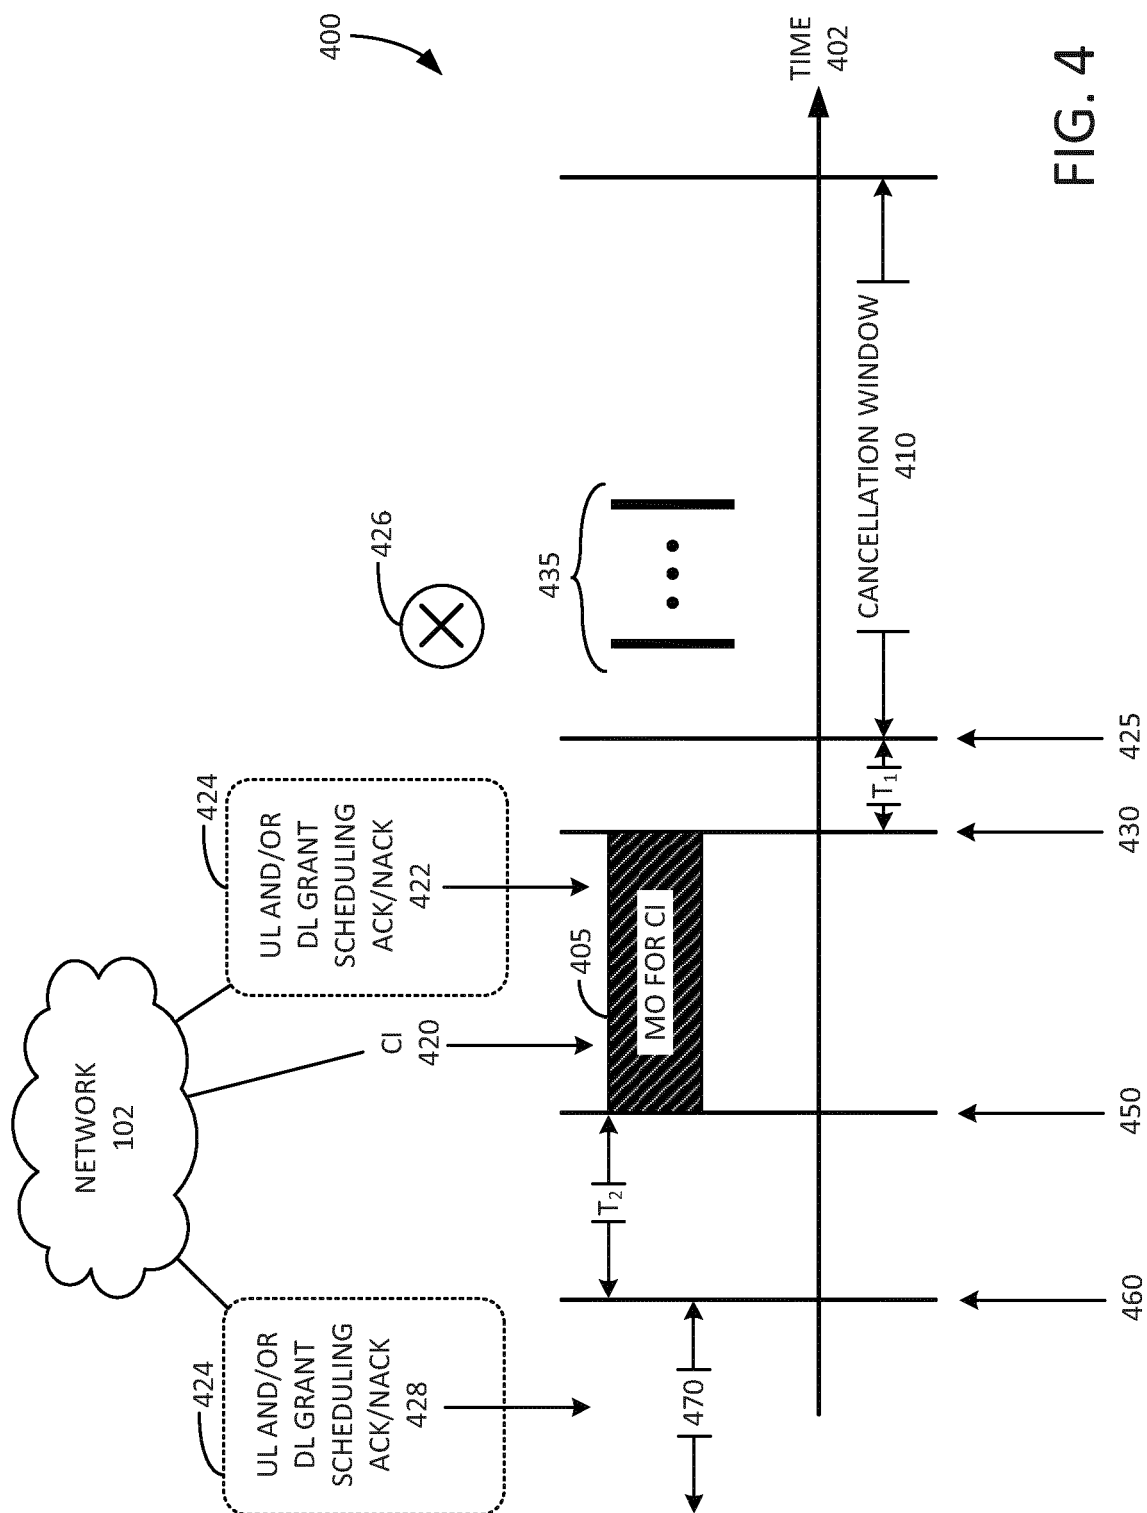 400
NETWORK
102
424
UL AND/OR
DL GRANT
SCHEDULING
ACK/NACK
428
CI
420
424
UL AND/OR
DL GRANT
SCHEDULING
ACK/NACK
422
426
405
435
MO FOR CI
T2
470
TIME
402
T1
CANCELLATION WINDOW
410
460
450
430
425
FIG. 4